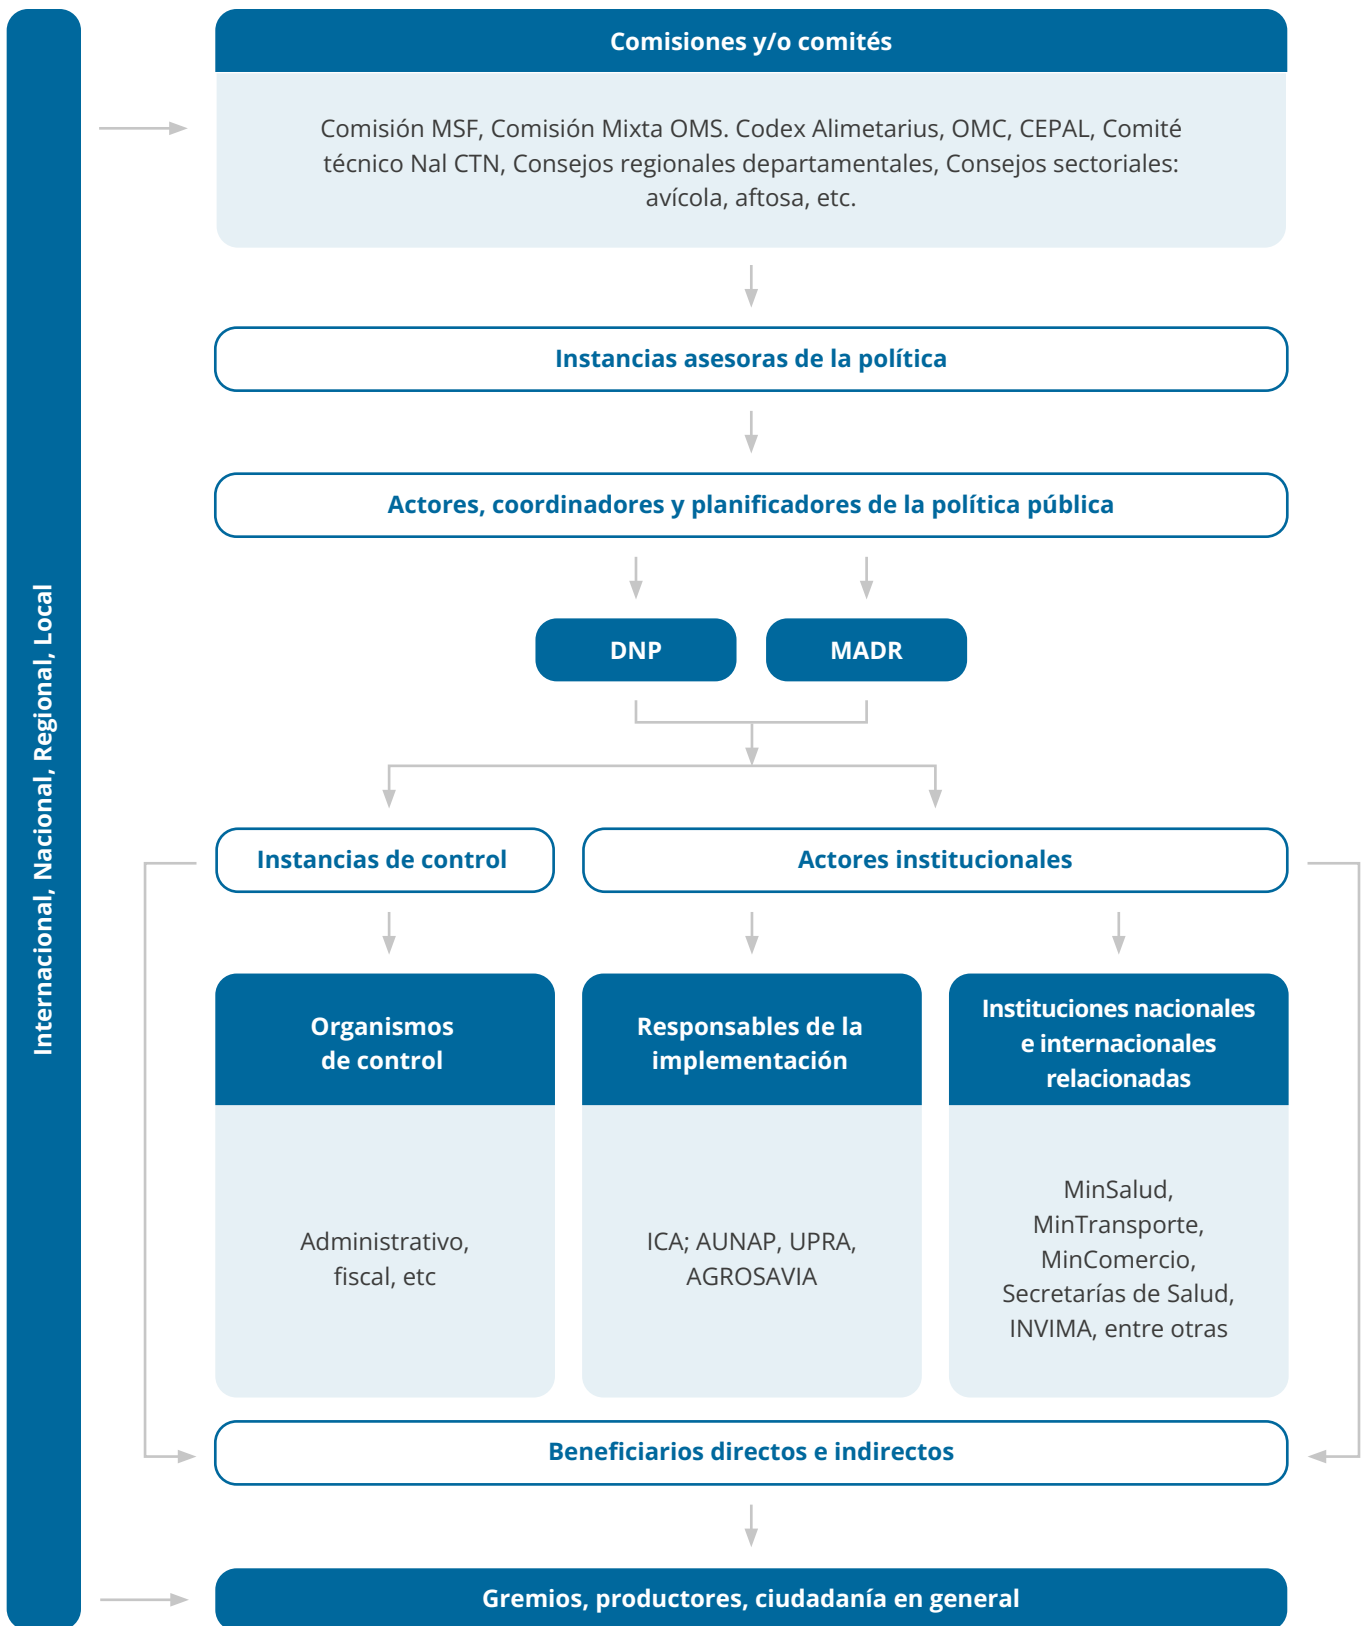 Internacional, Nacional, Regional, Local
Comisiones y/o comités
Comisión MSF, Comisión Mixta OMS. Codex Alimetarius, OMC, CEPAL, Comité
técnico Nal CTN, Consejos regionales departamentales, Consejos sectoriales:
avícola, aftosa, etc.
Instancias asesoras de la política
Actores, coordinadores y planificadores de la política pública
DNP
MADR
Instancias de control
Actores institucionales
Organismos
de control
Administrativo,
fiscal, etc
Responsables de la
implementación
ICA; AUNAP, UPRA,
AGROSAVIA
Instituciones nacionales
e internacionales
relacionadas
MinSalud,
MinTransporte,
MinComercio,
Secretarías de Salud,
INVIMA, entre otras
Beneficiarios directos e indirectos
Gremios, productores, ciudadanía en general